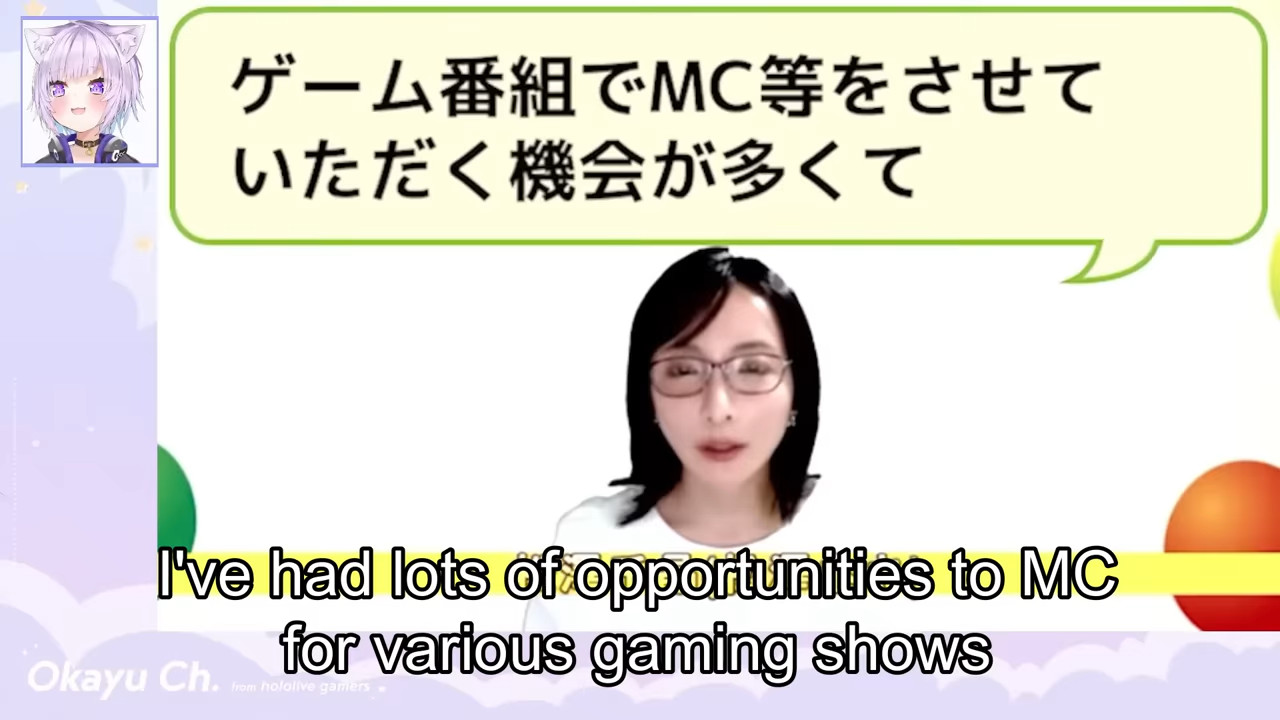 ゲーム番組でMC等をさせて
いただく機会が多くて
I've had lots of opportunities to MC
for various gaming shows
Okayu Ch. from hololive gamers